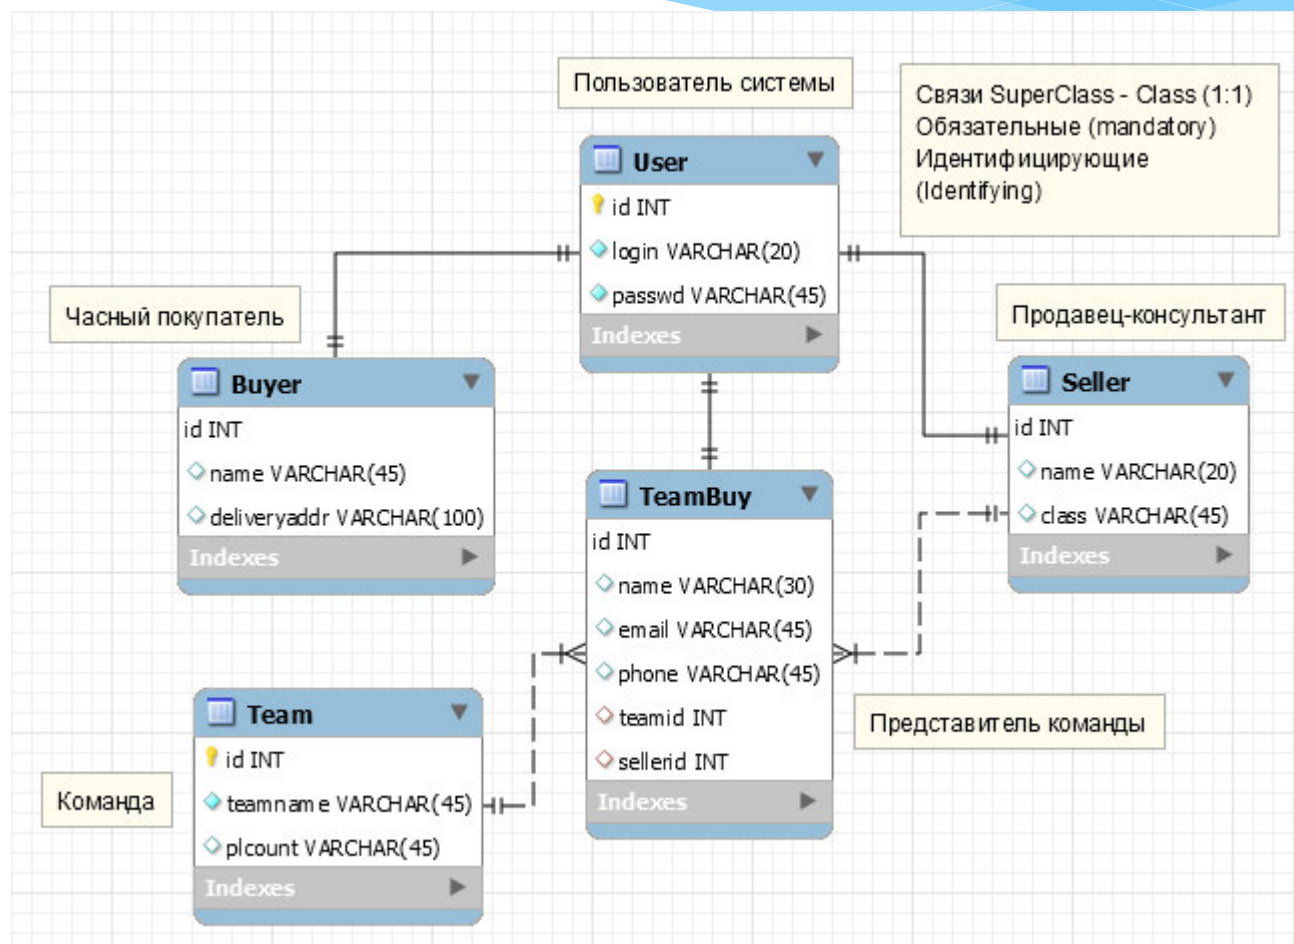 Пользователь системы
Связи SuperClass - Class (1:1)
Обязательные (mandatory)
Идентифицирующие
(Identifying)
User
id INT
login VARCHAR(20)
passwd VARCHAR(45)
Indexes
Часный покупатель
Продавец-консультант
Buyer
id INT
name VARCHAR(45)
deliveryaddr VARCHAR(100)
Indexes
Seller
id INT
name VARCHAR(20)
class VARCHAR(45)
Indexes
TeamBuy
id INT
name VARCHAR(30)
email VARCHAR(45)
phone VARCHAR(45)
teamid INT
sellerid INT
Indexes
Представитель команды
Team
id INT
teamname VARCHAR(45)
plcount VARCHAR(45)
Indexes
Команда